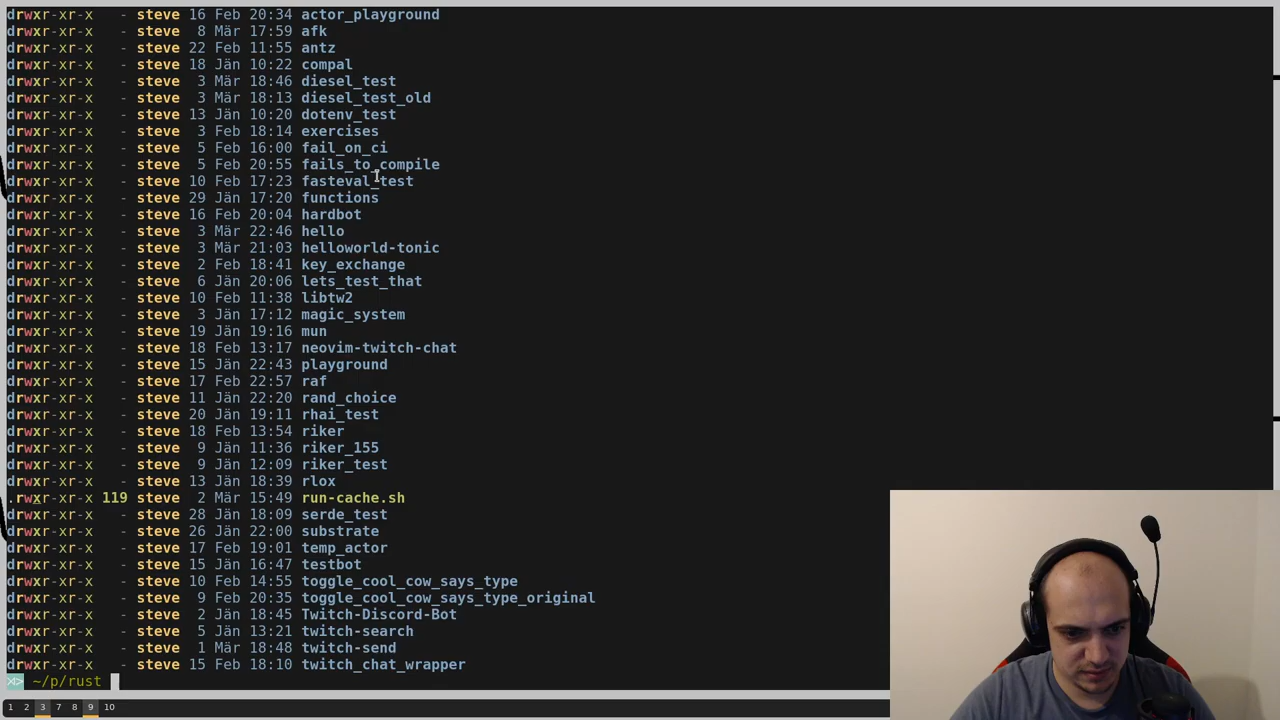 drwxr-xr-x - steve 16 Feb 20:34 actor_playground
drwxr-xr-x - steve 8 Mär 17:59 afk
drwxr-xr-x - steve 22 Feb 11:55 antz
drwxr-xr-x - steve 18 Jän 10:22 compal
drwxr-xr-x - steve 3 Mär 18:46 diesel_test
drwxr-xr-x - steve 3 Mär 18:13 diesel_test_old
drwxr-xr-x - steve 13 Jän 10:20 dotenv_test
drwxr-xr-x - steve 3 Feb 18:14 exercises
drwxr-xr-x - steve 5 Feb 16:00 fail_on_ci
drwxr-xr-x - steve 5 Feb 20:55 fails_to_compile
drwxr-xr-x - steve 10 Feb 17:23 fasteval_test
drwxr-xr-x - steve 29 Jän 17:20 functions
drwxr-xr-x - steve 16 Feb 20:04 hardbot
drwxr-xr-x - steve 3 Mär 22:46 hello
drwxr-xr-x - steve 3 Mär 21:03 helloworld-tonic
drwxr-xr-x - steve 2 Feb 18:41 key_exchange
drwxr-xr-x - steve 6 Jän 20:06 lets_test_that
drwxr-xr-x - steve 10 Feb 11:38 libtw2
drwxr-xr-x - steve 3 Jän 17:12 magic_system
drwxr-xr-x - steve 19 Jän 19:16 mun
drwxr-xr-x - steve 18 Feb 13:17 neovim-twitch-chat
drwxr-xr-x - steve 15 Jän 22:43 playground
drwxr-xr-x - steve 17 Feb 22:57 raf
drwxr-xr-x - steve 11 Jän 22:20 rand_choice
drwxr-xr-x - steve 20 Jän 19:11 rhai_test
drwxr-xr-x - steve 18 Feb 13:54 riker
drwxr-xr-x - steve 9 Jän 11:36 riker_155
drwxr-xr-x - steve 9 Jän 12:09 riker_test
drwxr-xr-x - steve 13 Jän 18:39 rlox
.rwxr-xr-x 119 steve 2 Mär 15:49 run-cache.sh
drwxr-xr-x - steve 28 Jän 18:09 serde_test
drwxr-xr-x - steve 26 Jän 22:00 substrate
drwxr-xr-x - steve 17 Feb 19:01 temp_actor
drwxr-xr-x - steve 15 Jän 16:47 testbot
drwxr-xr-x - steve 10 Feb 14:55 toggle_cool_cow_says_type
drwxr-xr-x - steve 9 Feb 20:35 toggle_cool_cow_says_type_original
drwxr-xr-x - steve 2 Jän 18:45 Twitch-Discord-Bot
drwxr-xr-x - steve 5 Jän 13:21 twitch-search
drwxr-xr-x - steve 1 Mär 18:48 twitch-send
drwxr-xr-x - steve 15 Feb 18:10 twitch_chat_wrapper
x> ~/p/rust
1 2 3 7 8 9 10